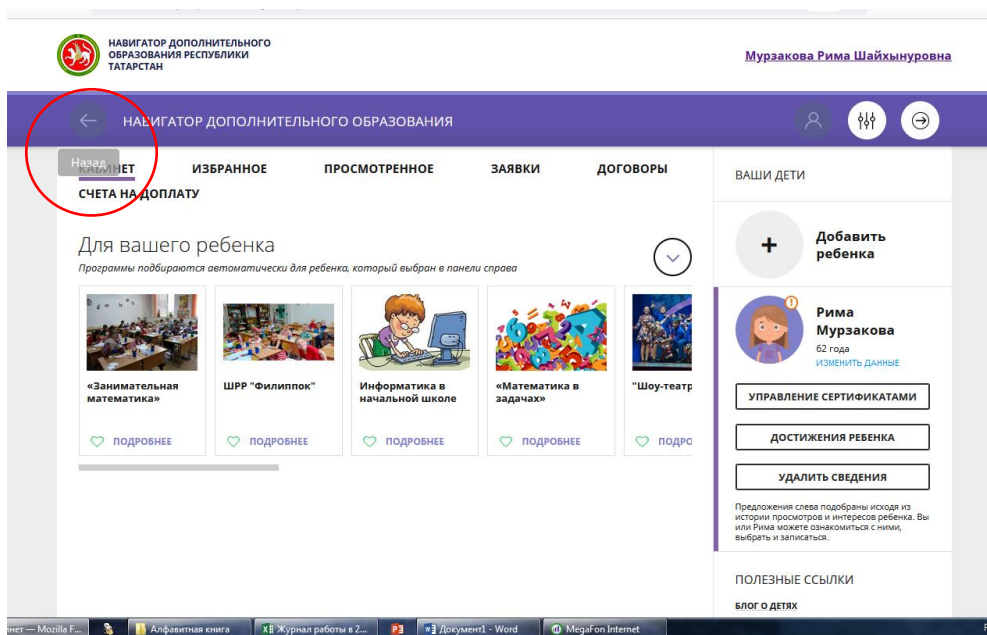 НАВИГАТОР ДОПОЛНИТЕЛЬНОГО
ОБРАЗОВАНИЯ РЕСПУБЛИКИ
ТАТАРСТАН
Мурзакова Рима Шайхынуровна
НАВИГАТОР ДОПОЛНИТЕЛЬНОГО ОБРАЗОВАНИЯ
Назад
КАБИНЕТ ИЗБРАННОЕ ПРОСМОТРЕННОЕ ЗАЯВКИ ДОГОВОРЫ
СЧЕТА НА ДОПЛАТУ
Для вашего ребенка
Программы подбираются автоматически для ребенка, который выбран в панели справа
«Занимательная
математика»
ПОДРОБНЕЕ
ШРР "Филиппок"
ПОДРОБНЕЕ
Информатика в
начальной школе
ПОДРОБНЕЕ
«Математика в
задачах»
ПОДРОБНЕЕ
"Шоу-театр
ПОДРО
ВАШИ ДЕТИ
+
Добавить
ребенка
Рима
Мурзакова
62 года
ИЗМЕНИТЬ ДАННЫЕ
УПРАВЛЕНИЕ СЕРТИФИКАТАМИ
ДОСТИЖЕНИЯ РЕБЕНКА
УДАЛИТЬ СВЕДЕНИЯ
Предложения слева подобраны исходя из
истории просмотров и интересов ребенка. Вы
или Рима можете ознакомиться с ними,
выбрать и записаться.
ПОЛЕЗНЫЕ ССЫЛКИ
БЛОГ О ДЕТЯХ
инет — Mozilla F... Алфавитная книга Журнал работы в 2... Документ1 - Word MegaFon Internet